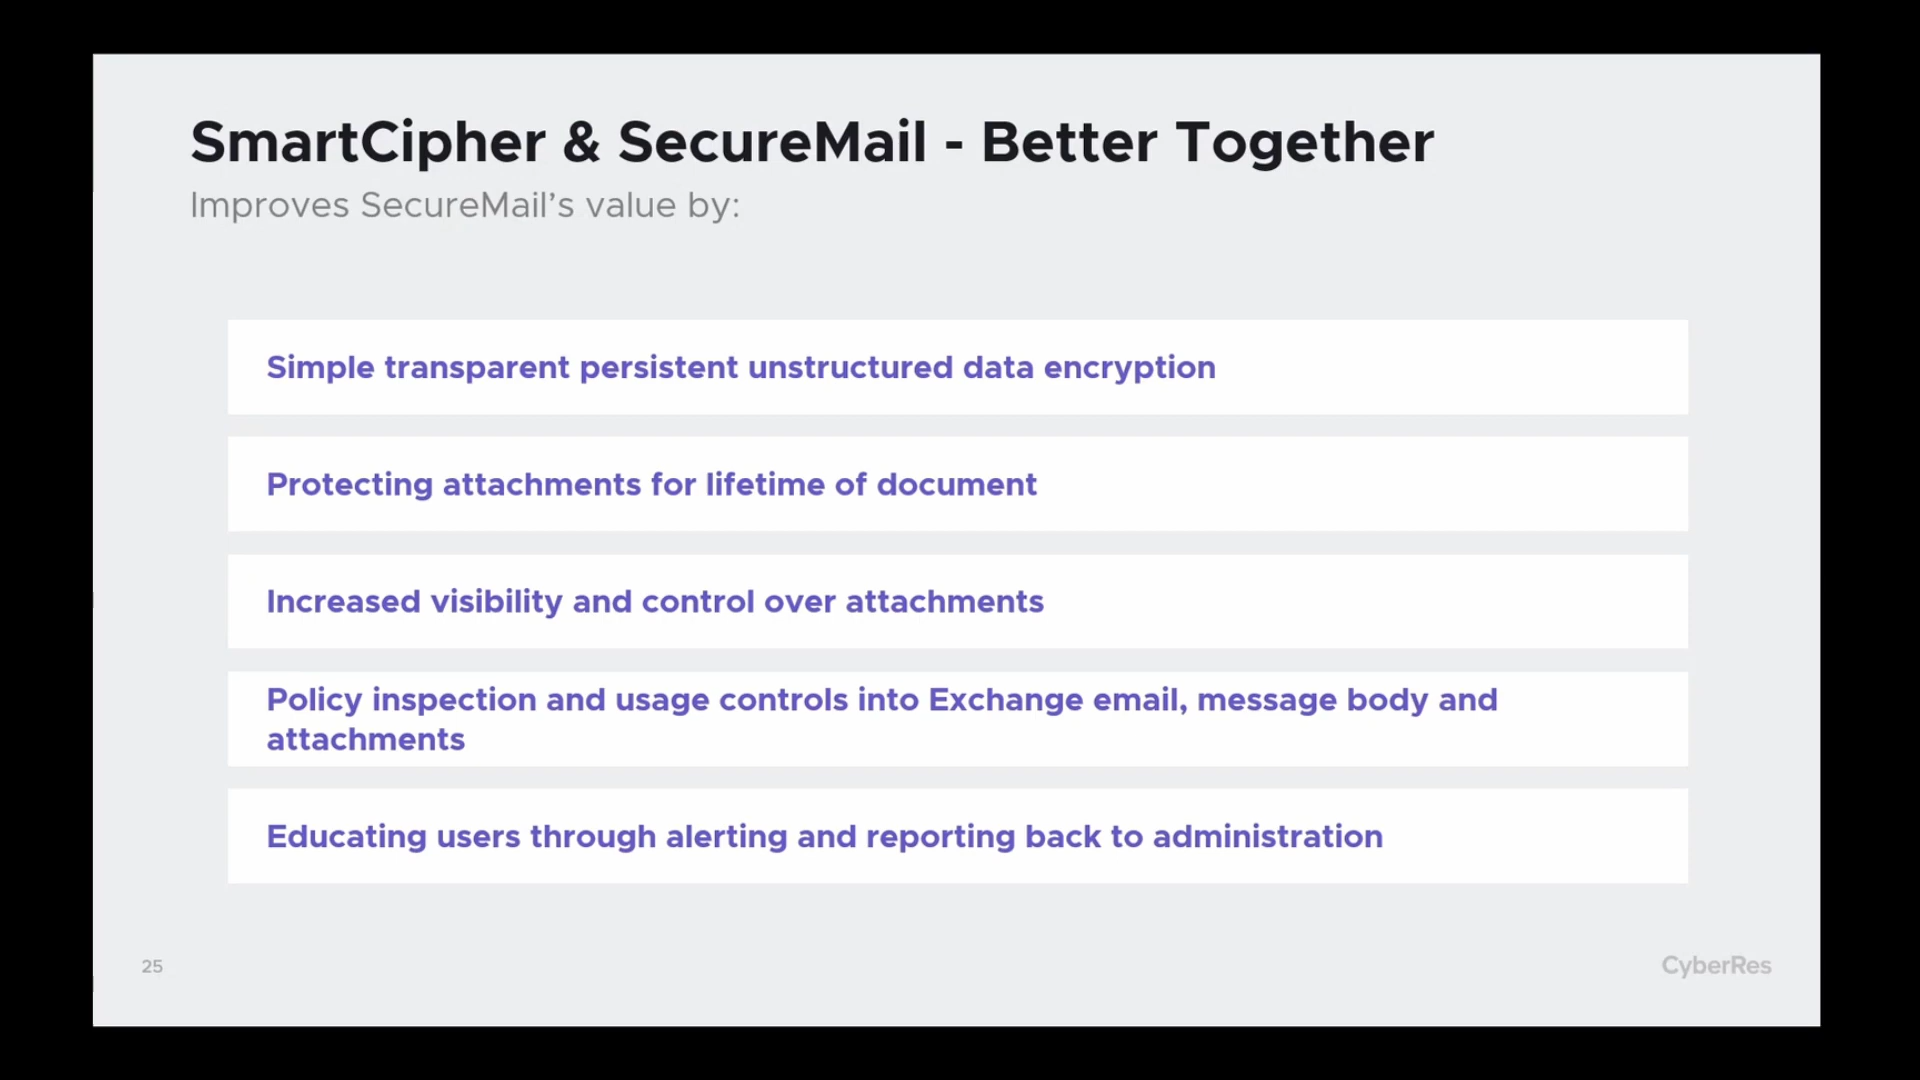 SmartCipher & SecureMail - Better Together
Improves SecureMail’s value by:
Simple transparent persistent unstructured data encryption
Protecting attachments for lifetime of document
Increased visibility and control over attachments
Policy inspection and usage controls into Exchange email, message body and
attachments
Educating users through alerting and reporting back to administration
25
CyberRes